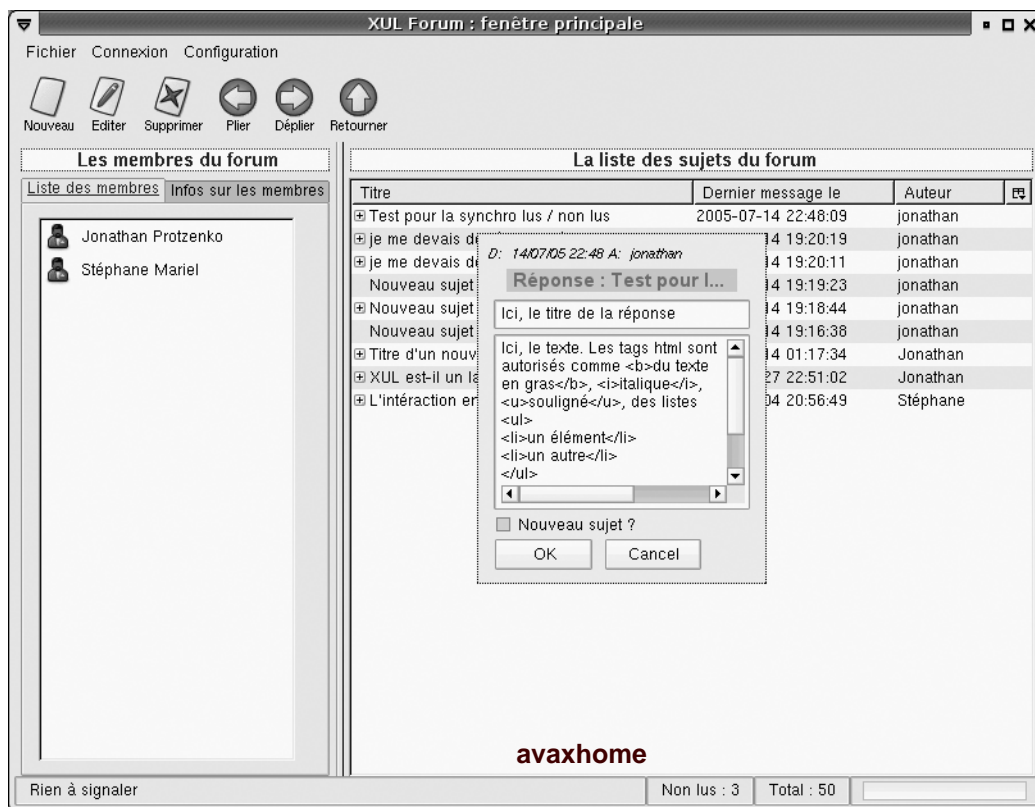 XUL Forum : fenêtre principale
Fichier Connexion Configuration
Nouveau Editer Supprimer Plier Déplier Retourner
Les membres du forum
Liste des membres Infos sur les membres
Jonathan Protzenko
Stéphane Mariel
La liste des sujets du forum
Titre Dernier message le Auteur
Test pour la synchro lus / non lus 2005-07-14 22:48:09 jonathan
je me devais 14 19:20:19 jonathan
je me devais 14 19:20:11 jonathan
Nouveau sujet 14 19:19:23 jonathan
Nouveau sujet 14 19:18:44 jonathan
Nouveau sujet 14 19:16:38 jonathan
Titre d'un nouv 14 01:17:34 Jonathan
XUL est-il un la 27 22:51:02 Jonathan
L'intéraction en 04 20:56:49 Stéphane
D: 14/07/05 22:48 A: jonathan
Réponse : Test pour l...
Ici, le titre de la réponse
Ici, le texte. Les tags html sont
autorisés comme <b>du texte
en gras</b>, <i>italique</i>,
<u>souligné</u>, des listes
<ul>
<li>un élément</li>
<li>un autre</li>
</ul>
Nouveau sujet ?
OK Cancel
avaxhome
Rien à signaler Non lus : 3 Total : 50